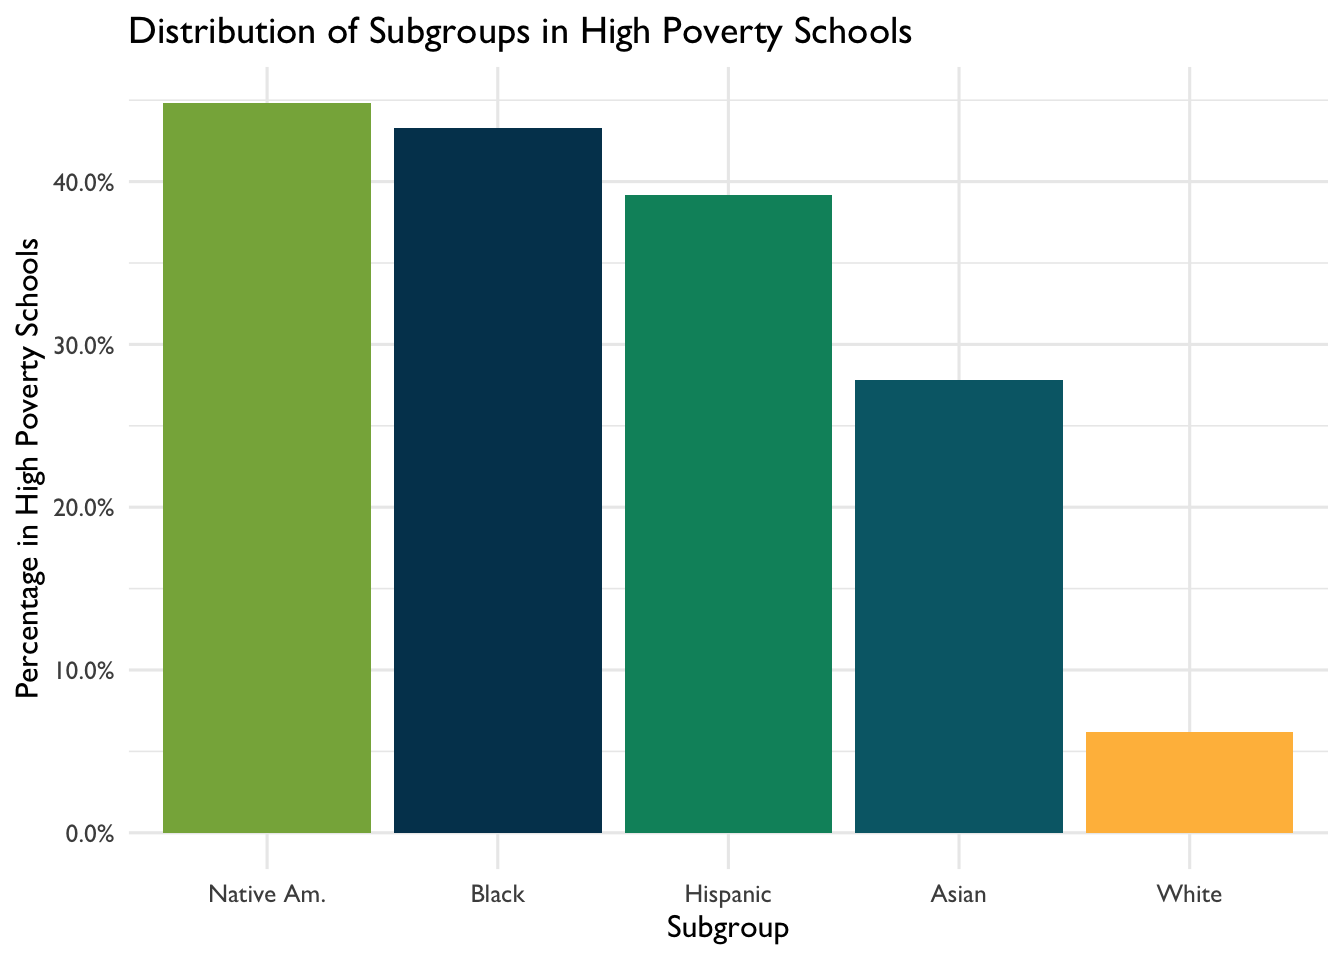 Distribution of Subgroups in High Poverty Schools
Percentage in High Poverty Schools
40.0%
30.0%
20.0%
10.0%
0.0%
Native Am.
Black
Hispanic
Asian
White
Subgroup